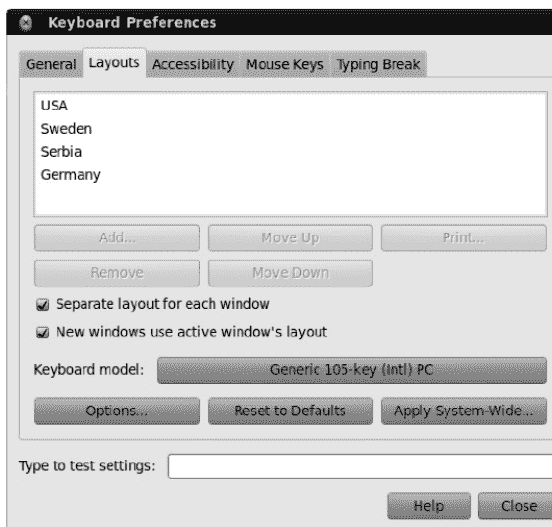 Keyboard Preferences
General Layouts Accessibility Mouse Keys Typing Break
USA
Sweden
Serbia
Germany
Add... Move Up Print...
Remove Move Down
Separate layout for each window
New windows use active window's layout
Keyboard model: Generic 105-key (Intl) PC
Options... Reset to Defaults Apply System-Wide...
Type to test settings:
Help Close